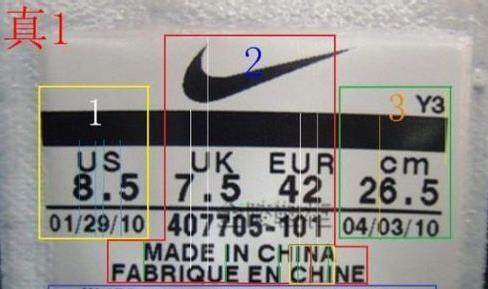 真1
1 2 3 Y3
US UK EUR cm
8.5 7.5 42 26.5
01/29/10 407705-101 04/03/10
MADE IN CHINA
FABRIQUE EN CHINE